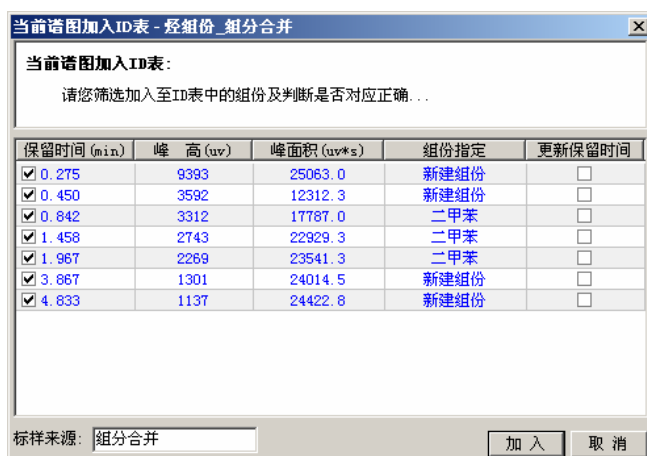 当前谱图加入ID表 - 烃组份_组分合并
当前谱图加入ID表:
请您筛选加入至ID表中的组份及判断是否对应正确...
保留时间(min) 峰 高(uv) 峰面积(uv*s) 组份指定 更新保留时间
0.275 9393 25063.0 新建组份
0.450 3592 12312.3 新建组份
0.842 3312 17787.0 二甲苯
1.458 2743 22929.3 二甲苯
1.967 2269 23541.3 二甲苯
3.867 1301 24014.5 新建组份
4.833 1137 24422.8 新建组份
标样来源: 组分合并
加 入 取 消